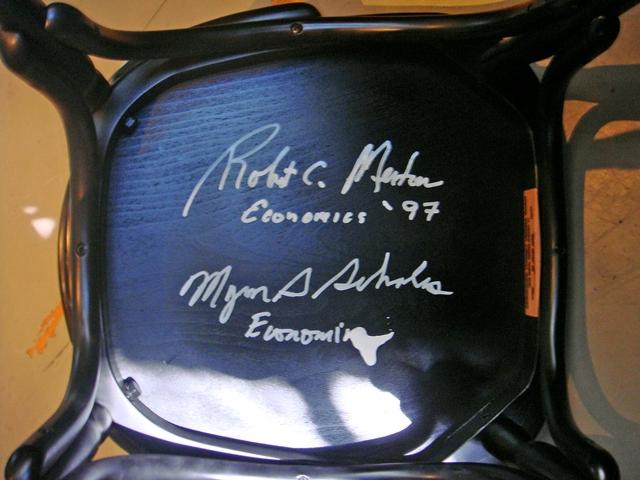 Robert C. Merton
Economics '97
Myron S Scholes
Economics